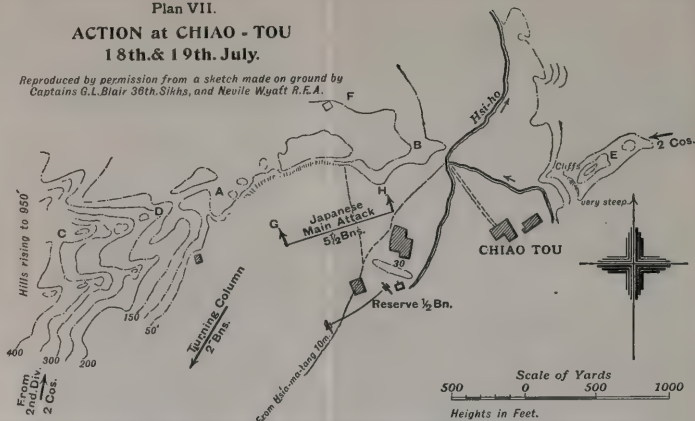 Plan VII.
ACTION at CHIAO - TOU
18th.& 19th. July.
Reproduced by permission from a sketch made on ground by
Captains G.L.Blair 36th.Sikhs, and Nevile Wyatt R.F.A.
F
Hsi-ho
B
A
D
C
Hills rising to 950'
E
2 Cos.
Cliffs
very steep
H
G
Japanese
Main Attack
5½Bns.
CHIAO TOU
30
Reserve ½ Bn.
Turning Column
2 Bns.
150
50'
400
300
200
From
2nd.Div.
2 Cos.
From Hsia-ma-tang 10m.
Scale of Yards
500 0 500 1000
Heights in Feet.